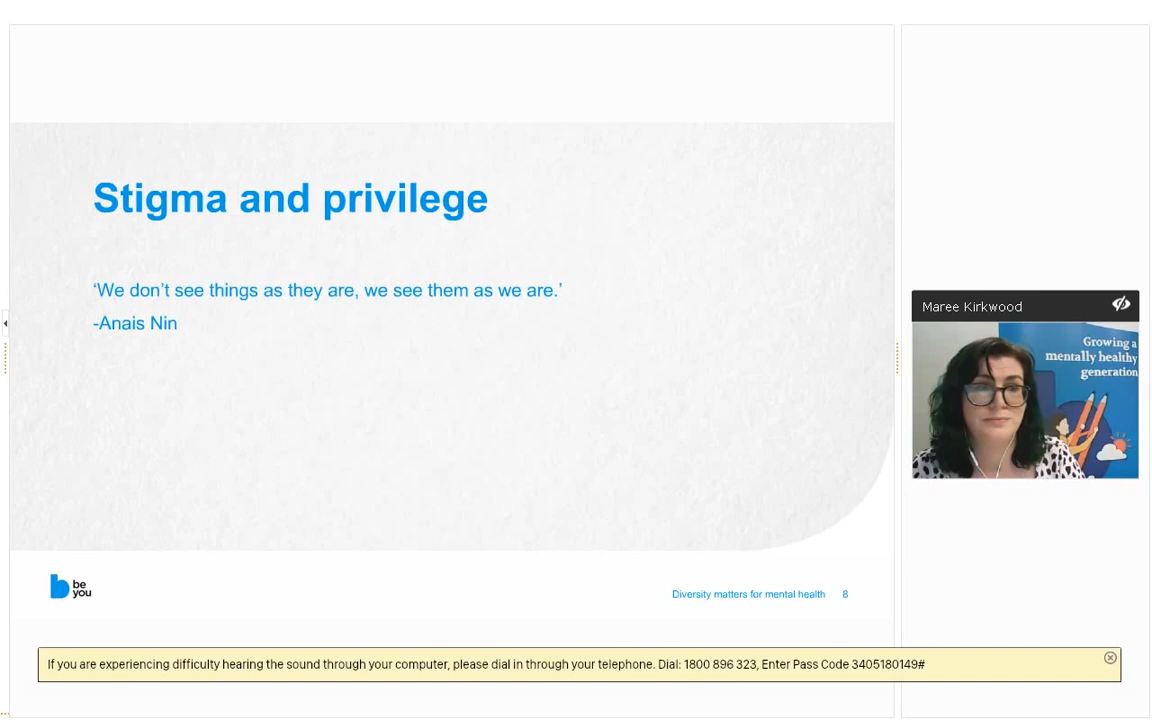 Stigma and privilege
‘We don’t see things as they are, we see them as we are.’
-Anais Nin
Maree Kirkwood
Growing a
mentally healthy
generation
be
you
Diversity matters for mental health 8
If you are experiencing difficulty hearing the sound through your computer, please dial in through your telephone. Dial: 1800 896 323, Enter Pass Code 3405180149#